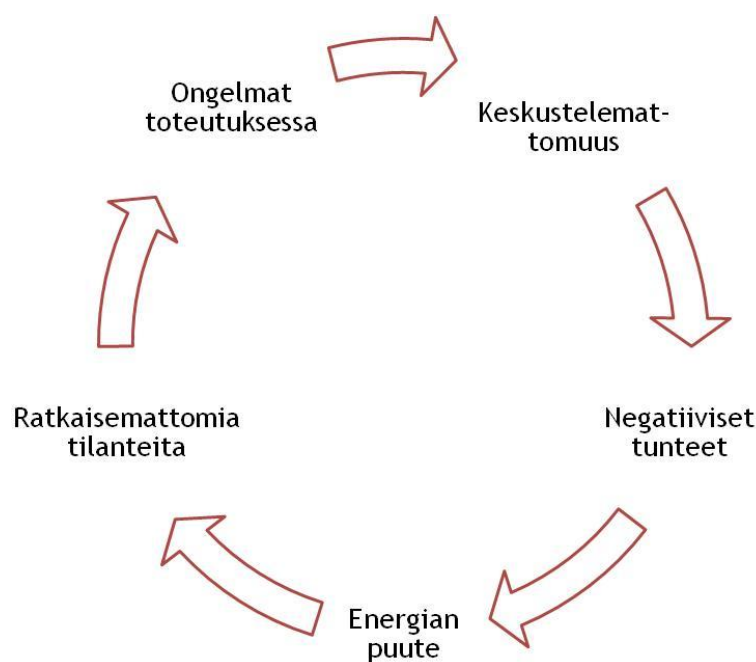 Ongelmat
toteutuksessa
Keskustelemat-
tomuus
Negatiiviset
tunteet
Energian
puute
Ratkaisemattomia
tilanteita